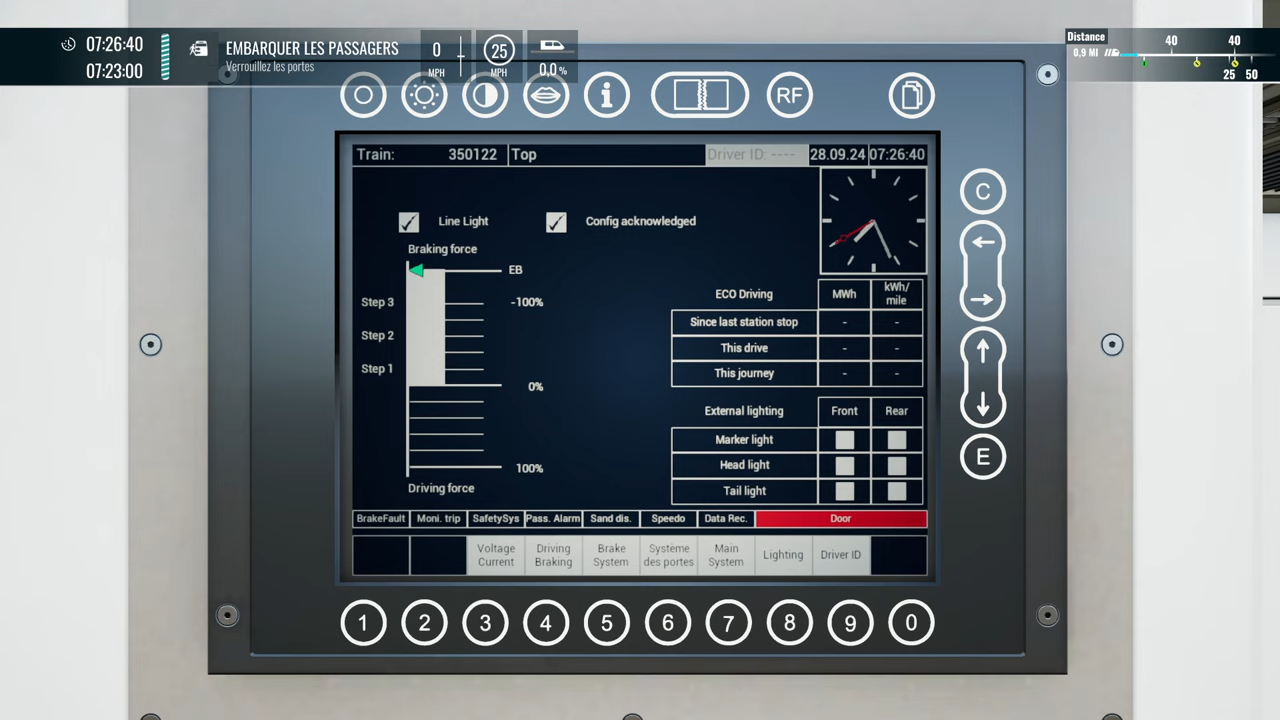 07:26:40
07:23:00
EMBARQUER LES PASSAGERS
Verrouillez les portes
0
MPH
25
MPH
0,0 %
Distance
0,9 MI
40
40
25 50
RF
Train: 350122 Top Driver ID: ---- 28.09.24 07:26:40
Line Light
Config acknowledged
Braking force
EB
Step 3
-100%
Step 2
Step 1
0%
100%
Driving force
ECO Driving MWh kWh/
mile
Since last station stop - -
This drive - -
This journey - -
External lighting Front Rear
Marker light
Head light
Tail light
BrakeFault Moni. trip SafetySys Pass. Alarm Sand dis. Speedo Data Rec. Door
Voltage
Current
Driving
Braking
Brake
System
Système
des portes
Main
System
Lighting
Driver ID
C
E
1 2 3 4 5 6 7 8 9 0